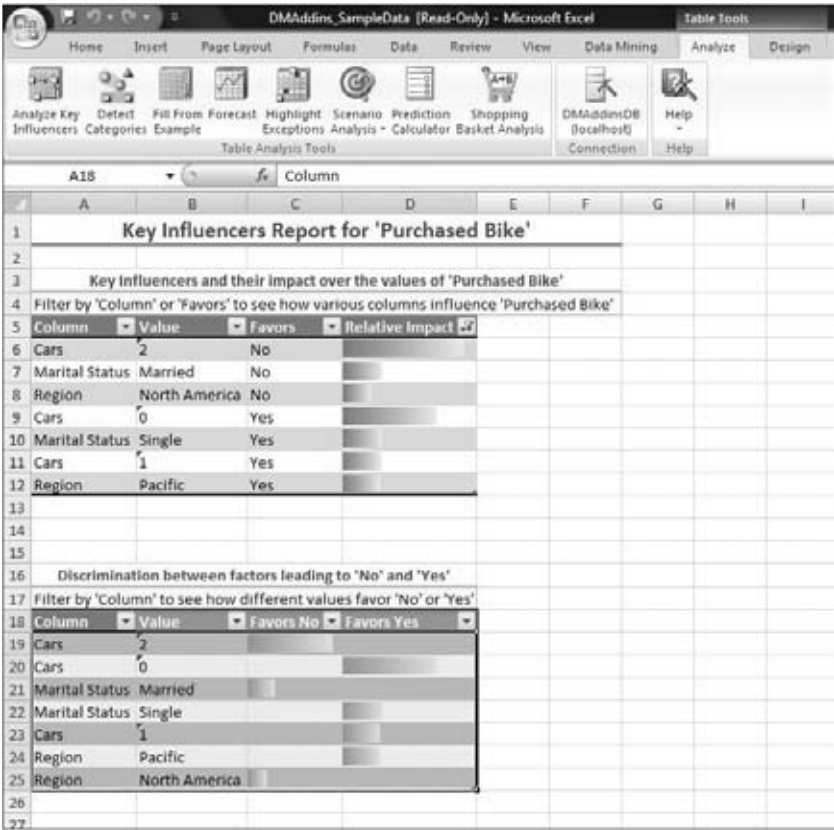 DMAddins_SampleData [Read-Only] - Microsoft Excel Table Tools
Home Insert Page Layout Formulas Data Review View Data Mining Analyze Design
Analyze Key Influencers Detect Categories Fill From Example Forecast Highlight Exceptions Scenario Analysis Prediction Calculator Shopping Basket Analysis DMAddinsDB (localhost) Help
Table Analysis Tools Connection Help
A18 fx Column
A B C D E F G H I
1 Key Influencers Report for 'Purchased Bike'
2
3 Key Influencers and their impact over the values of 'Purchased Bike'
4 Filter by 'Column' or 'Favors' to see how various columns influence 'Purchased Bike'
5 Column Value Favors Relative Impact
6 Cars 2 No
7 Marital Status Married No
8 Region North America No
9 Cars 0 Yes
10 Marital Status Single Yes
11 Cars 1 Yes
12 Region Pacific Yes
13
14
15
16 Discrimination between factors leading to 'No' and 'Yes'
17 Filter by 'Column' to see how different values favor 'No' or 'Yes'
18 Column Value Favors No Favors Yes
19 Cars 2
20 Cars 0
21 Marital Status Married
22 Marital Status Single
23 Cars 1
24 Region Pacific
25 Region North America
26
27